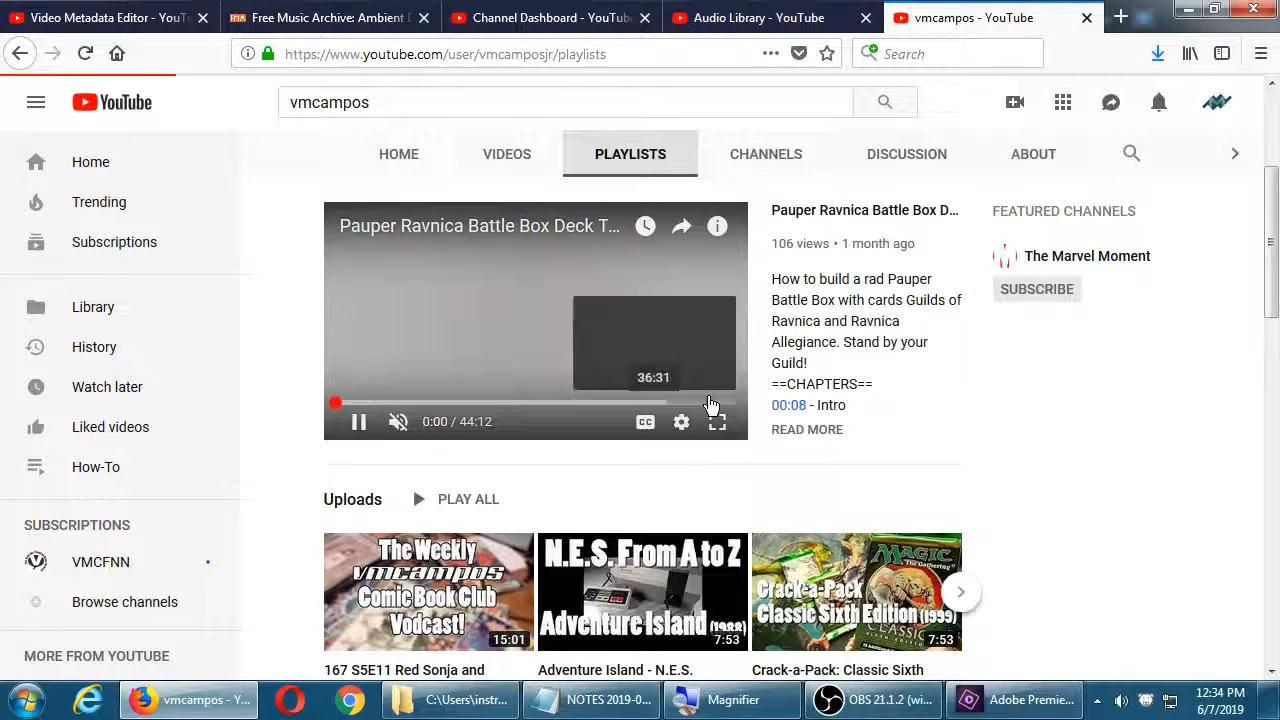 Video Metadata Editor - YouT
Free Music Archive
Channel Dashboard - YouTub
Audio Library - YouTube
vmcampos - YouTube
https://www.youtube.com/user/vmcamposjr/playlists
Search
YouTube
vmcampos
HOME
VIDEOS
PLAYLISTS
CHANNELS
DISCUSSION
ABOUT
Home
Trending
Subscriptions
Library
History
Watch later
Liked videos
How-To
SUBSCRIPTIONS
VMCFNN
Browse channels
MORE FROM YOUTUBE
Pauper Ravnica Battle Box Deck T...
36:31
0:00 / 44:12
CC
Pauper Ravnica Battle Box D...
106 views • 1 month ago
How to build a rad Pauper
Battle Box with cards Guilds of
Ravnica and Ravnica
Allegiance. Stand by your
Guild!
==CHAPTERS==
00:08 - Intro
READ MORE
FEATURED CHANNELS
The Marvel Moment
SUBSCRIBE
Uploads
PLAY ALL
The Weekly
vmcampos
Comic Book Club
Vodcast!
15:01
N.E.S. From A to Z
Adventure Island (1988)
7:53
MAGIC
The Gathering
Crack-a-Pack
Classic Sixth Edition (1999)
7:53
167 S5E11 Red Sonja and
Adventure Island - N.E.S.
Crack-a-Pack: Classic Sixth
vmcampos - Y...
C:\Users\instr...
NOTES 2019-0...
Magnifier
OBS 21.1.2 (wi...
Adobe Premie...
12:34 PM
6/7/2019